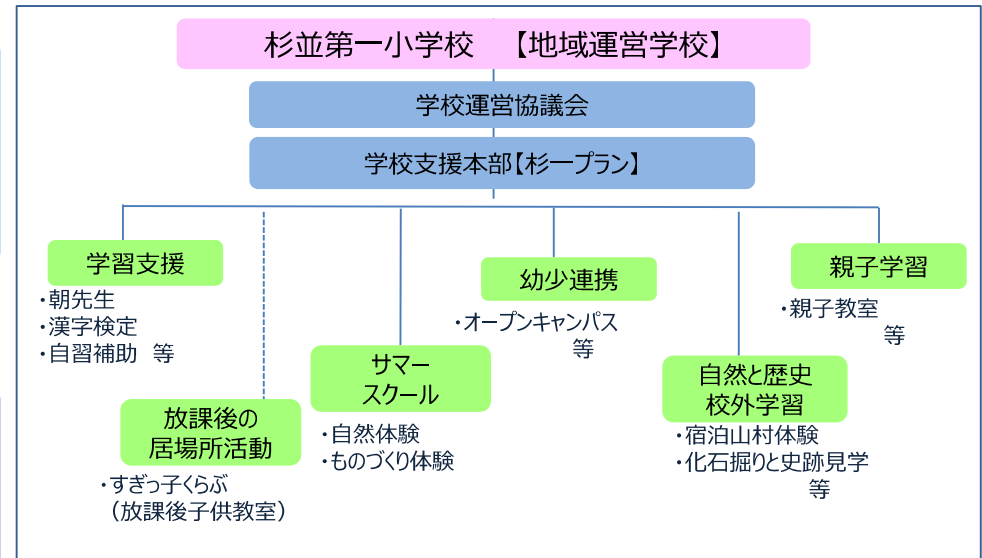 杉並第一小学校　【地域運営学校】
学校運営協議会
学校支援本部【杉一プラン】
学習支援
・朝先生
・漢字検定
・自習補助　等
放課後の
居場所活動
・すぎっ子くらぶ
（放課後子供教室）
サマー
スクール
・自然体験
・ものづくり体験
幼少連携
・オープンキャンパス
等
自然と歴史
校外学習
・宿泊山村体験
・化石掘りと史跡見学
等
親子学習
・親子教室
等